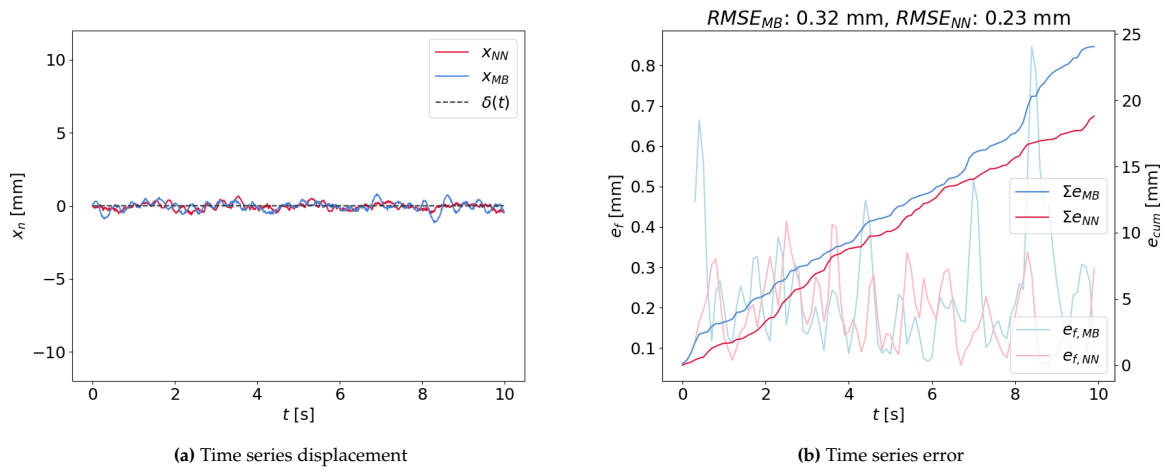 10
5
0
−5
−10
x_n [mm]
x_NN
x_MB
δ(t)
0 2 4 6 8 10
t [s]
(a) Time series displacement
RMSE_MB: 0.32 mm, RMSE_NN: 0.23 mm
0.8
0.7
0.6
0.5
0.4
0.3
0.2
0.1
e_f [mm]
25
20
15
10
5
0
e_cum [mm]
Σe_MB
Σe_NN
e_f,MB
e_f,NN
0 2 4 6 8 10
t [s]
(b) Time series error